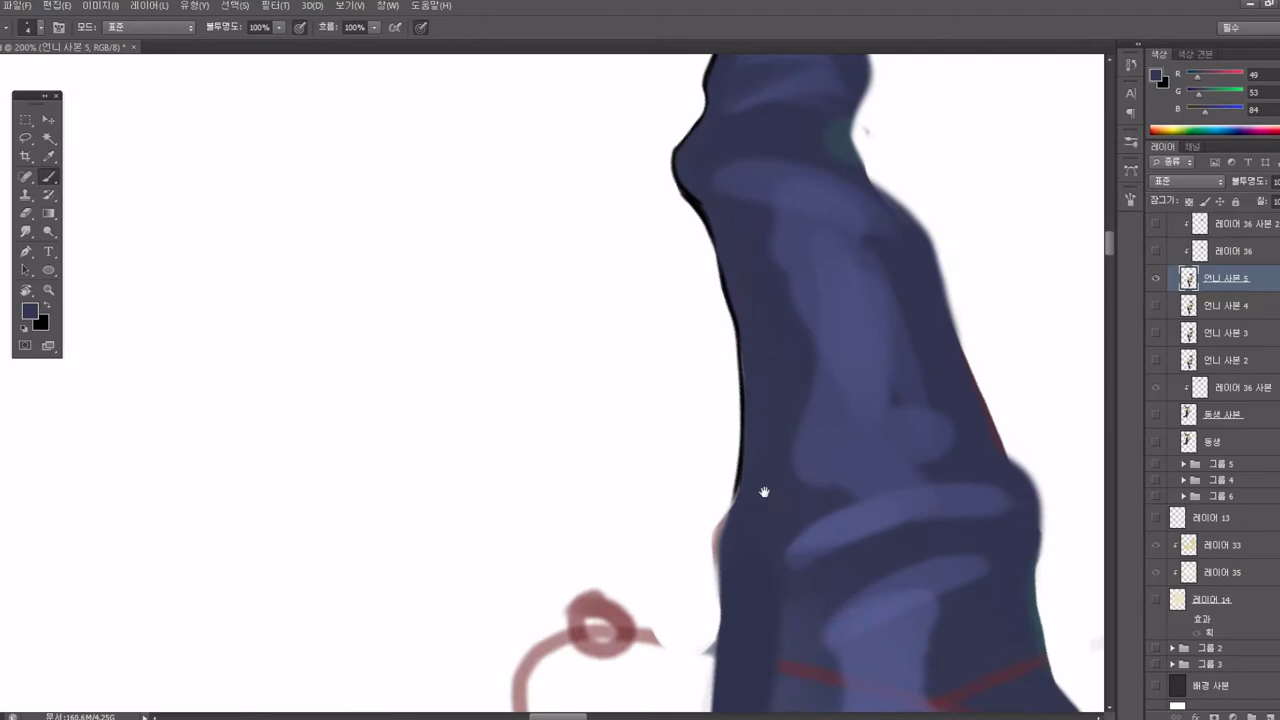 파일(F) 편집(E) 이미지(I) 레이어(L) 유형(Y) 선택(S) 필터(T) 3D(D) 보기(V) 창(W) 도움말(H)
4 모드: 표준 불투명도: 100% 흐름: 100% 필수
@ 200% (언니 사본 5, RGB/8) * ×
색상 색상 견본
R 49
G 53
B 84
레이어 채널
종류
표준 불투명도:
잠그기: 칠:
레이어 36 사본 2
레이어 36
언니 사본 5
언니 사본 4
언니 사본 3
언니 사본 2
레이어 36 사본
동생 사본
동생
그룹 5
그룹 4
그룹 6
레이어 13
레이어 33
레이어 35
레이어 14
효과
획
그룹 2
그룹 3
배경 사본
문서:160.6M/4.25G